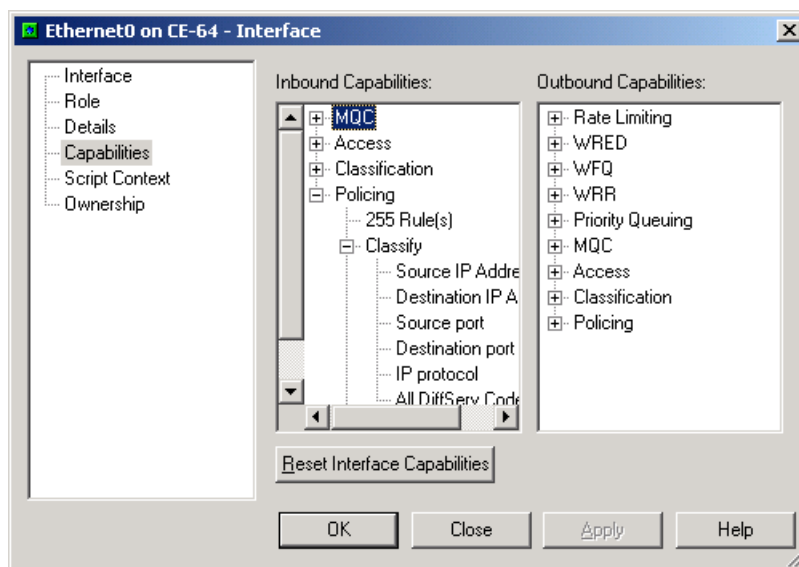 Ethernet0 on CE-64 - Interface
Interface
Role
Details
Capabilities
Script Context
Ownership
Inbound Capabilities:
MQC
Access
Classification
Policing
255 Rule(s)
Classify
Source IP Addre
Destination IP A
Source port
Destination port
IP protocol
All DiffServ Code
Outbound Capabilities:
Rate Limiting
WRED
WFQ
WRR
Priority Queuing
MQC
Access
Classification
Policing
Reset Interface Capabilities
OK
Close
Apply
Help